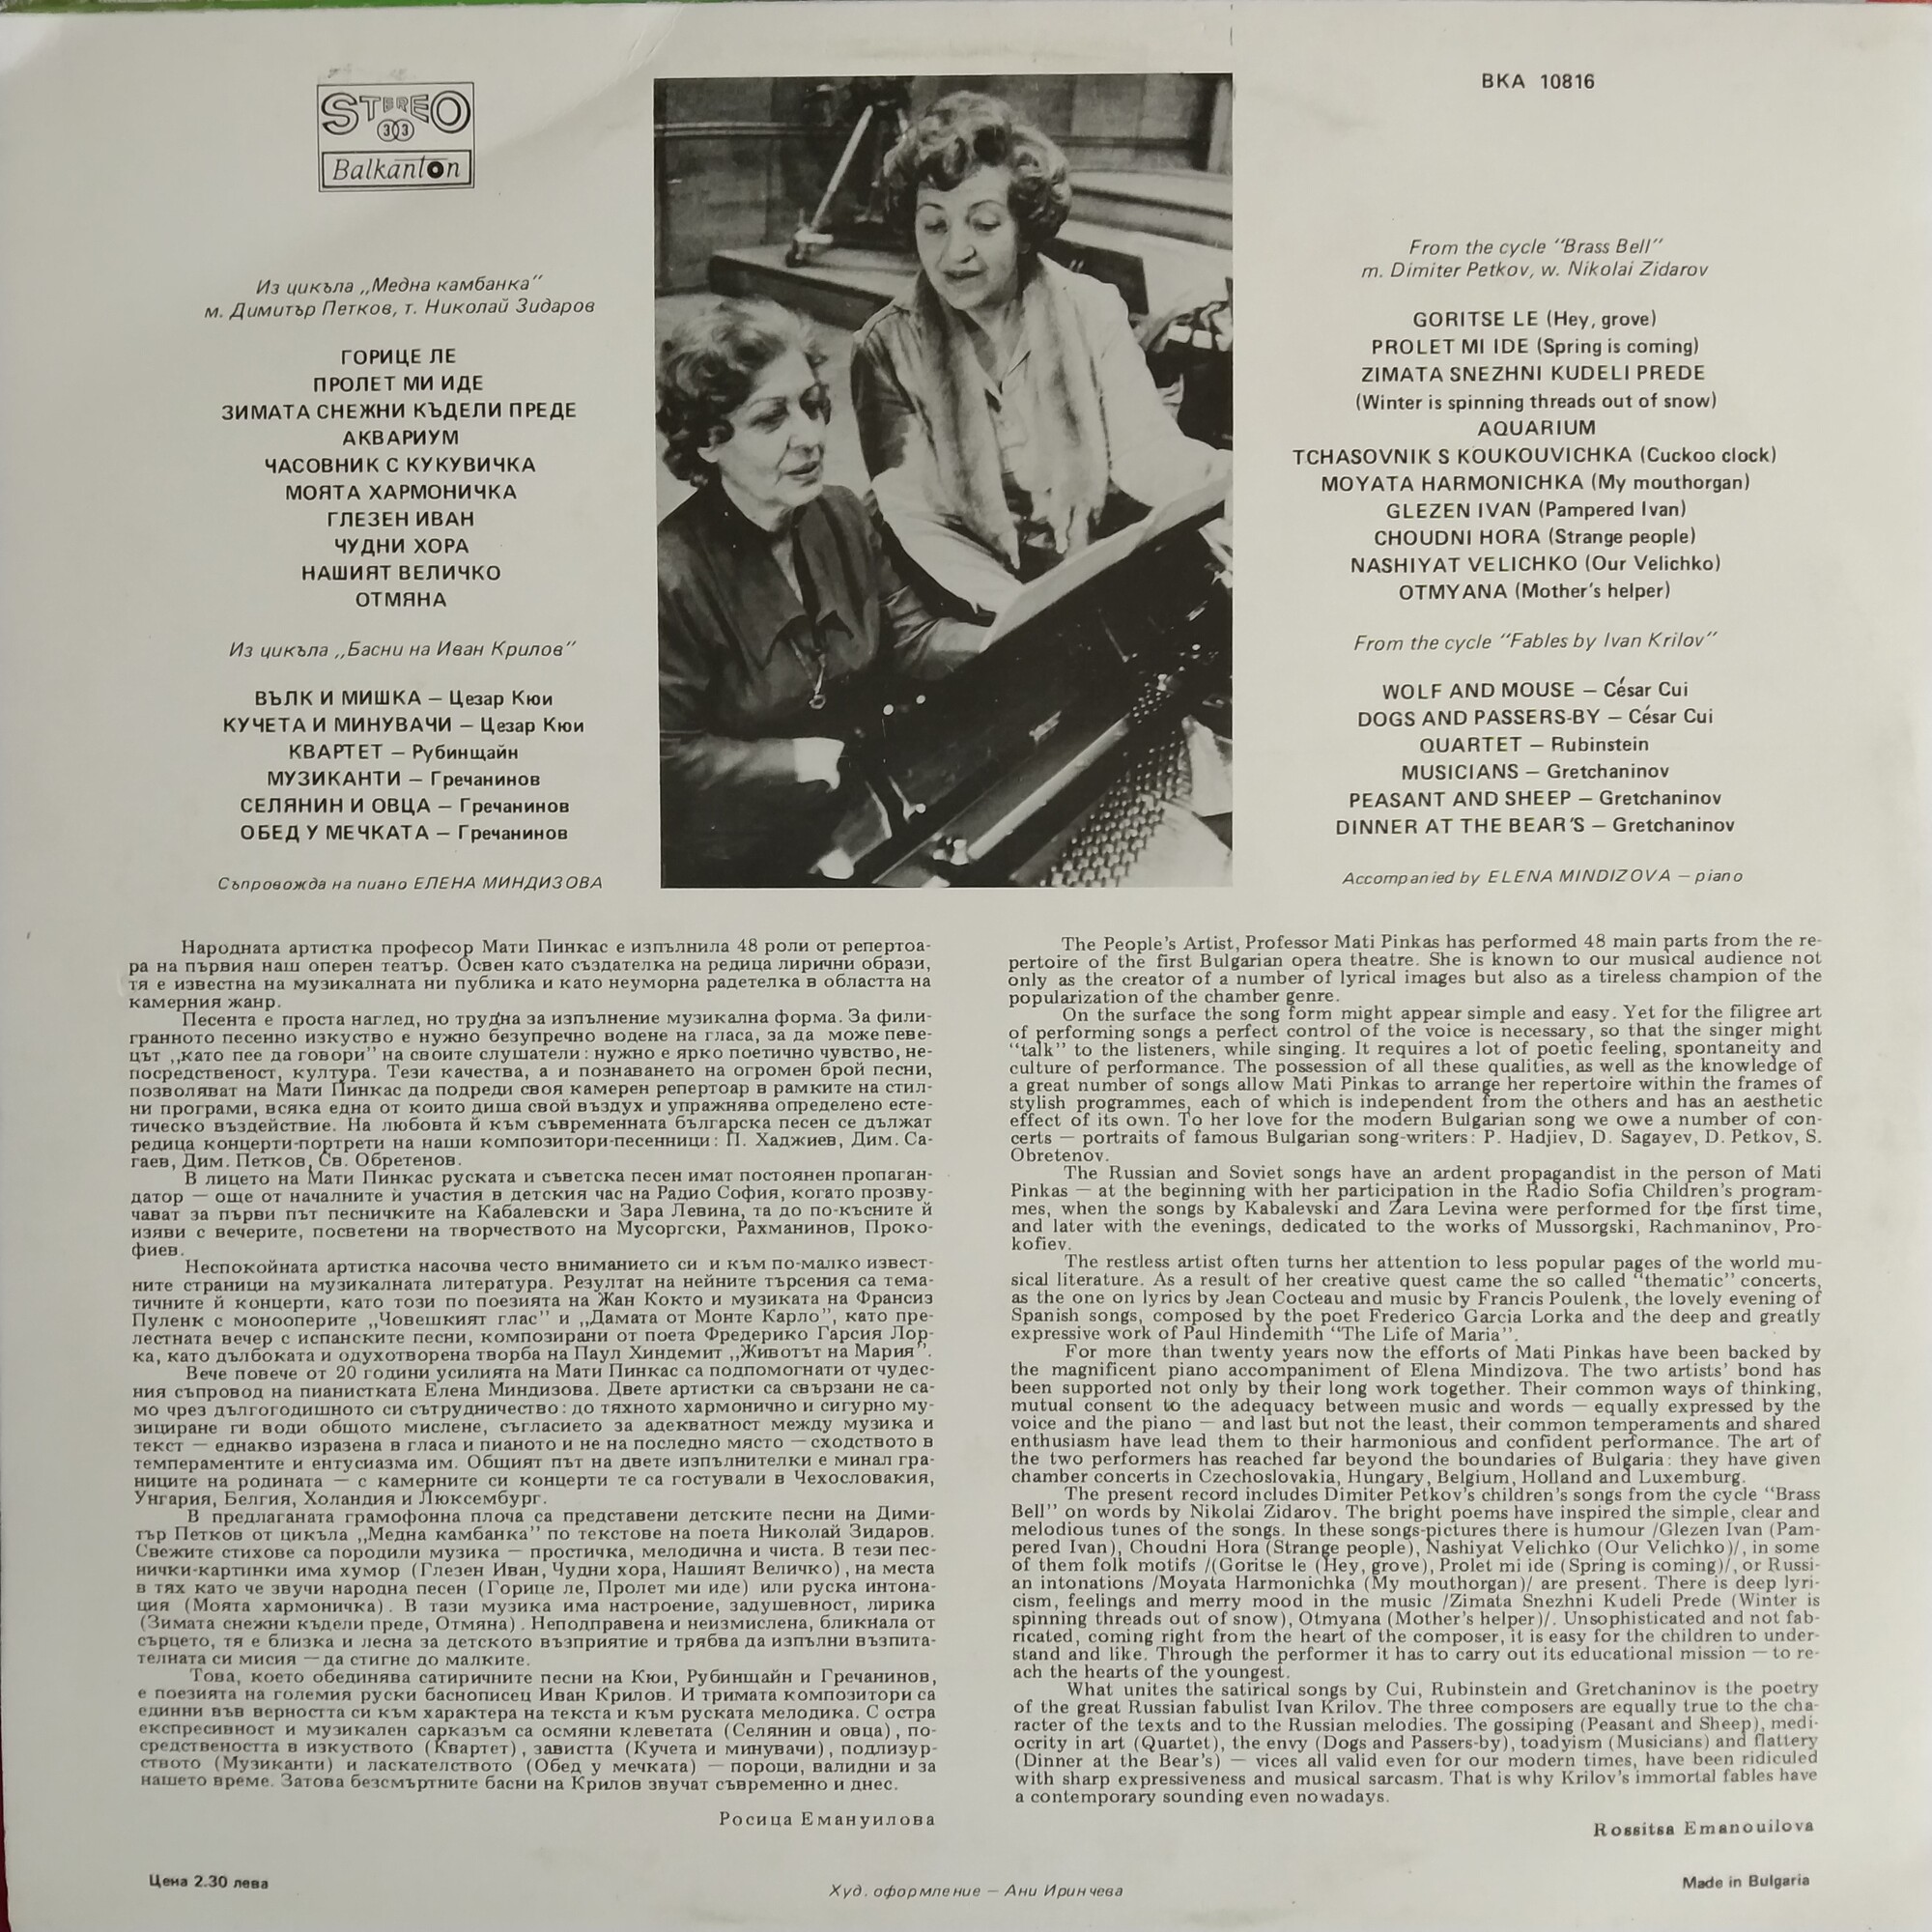 STEREO
33
Balkanton
ВКА 10816
Из цикъла „Медна камбанка”
м. Димитър Петков, т. Николай Зидаров
ГОРИЦЕ ЛЕ
ПРОЛЕТ МИ ИДЕ
ЗИМАТА СНЕЖНИ КЪДЕЛИ ПРЕДЕ
АКВАРИУМ
ЧАСОВНИК С КУКУВИЧКА
МОЯТА ХАРМОНИЧКА
ГЛЕЗЕН ИВАН
ЧУДНИ ХОРА
НАШИЯТ ВЕЛИЧКО
ОТМЯНА
Из цикъла „Басни на Иван Крилов”
ВЪЛК И МИШКА — Цезар Кюи
КУЧЕТА И МИНУВАЧИ — Цезар Кюи
КВАРТЕТ — Рубинщайн
МУЗИКАНТИ — Гречанинов
СЕЛЯНИН И ОВЦА — Гречанинов
ОБЕД У МЕЧКАТА — Гречанинов
Съпровожда на пиано ЕЛЕНА МИНДИЗОВА
From the cycle “Brass Bell”
m. Dimiter Petkov, w. Nikolai Zidarov
GORITSE LE (Hey, grove)
PROLET MI IDE (Spring is coming)
ZIMATA SNEZHNI KUDELI PREDE
(Winter is spinning threads out of snow)
AQUARIUM
TCHASOVNIK S KOUKOUVICHKA (Cuckoo clock)
MOYATA HARMONICHKA (My mouthorgan)
GLEZEN IVAN (Pampered Ivan)
CHOUDNI HORA (Strange people)
NASHIYAT VELICHKO (Our Velichko)
OTMYANA (Mother’s helper)
From the cycle “Fables by Ivan Krilov”
WOLF AND MOUSE — César Cui
DOGS AND PASSERS-BY — César Cui
QUARTET — Rubinstein
MUSICIANS — Gretchaninov
PEASANT AND SHEEP — Gretchaninov
DINNER AT THE BEAR’S — Gretchaninov
Accompanied by ELENA MINDIZOVA — piano
Народната артистка професор Мати Пинкас е изпълнила 48 роли от репертоа-
ра на първия наш оперен театър. Освен като създателка на редица лирични образи,
тя е известна на музикалната ни публика и като неуморна радетелка в областта на
камерния жанр.
Песента е проста наглед, но трудна за изпълнение музикална форма. За фили-
гранното песенно изкуство е нужно безупречно водене на гласа, за да може певе-
цът „като пее да говори” на своите слушатели: нужно е ярко поетично чувство, не-
посредственост, култура. Тези качества, а и познаването на огромен брой песни,
позволяват на Мати Пинкас да подреди своя камерен репертоар в рамките на стил-
ни програми, всяка една от които диша свой въздух и упражнява определено есте-
тическо въздействие. На любовта й към съвременната българска песен се дължат
редица концерти-портрети на наши композитори-песенници: П. Хаджиев, Дим. Са-
гаев, Дим. Петков, Св. Обретенов.
В лицето на Мати Пинкас руската и съветска песен имат постоянен пропаган-
датор — още от началните й участия в детския час на Радио София, когато прозву-
чават за първи път песничките на Кабалевски и Зара Левина, та до по-късните й
изяви с вечерите, посветени на творчеството на Мусоргски, Рахманинов, Проко-
фиев.
Неспокойната артистка насочва често вниманието си и към по-малко извест-
ните страници на музикалната литература. Резултат на нейните търсения са тема-
тичните й концерти, като този по поезията на Жан Кокто и музиката на Франсиз
Пуленк с монооперите „Човешкият глас” и „Дамата от Монте Карло”, като пре-
лестната вечер с испанските песни, композирани от поета Фредерико Гарсия Лор-
ка, като дълбоката и одухотворена творба на Паул Хиндемит „Животът на Мария”.
Вече повече от 20 години усилията на Мати Пинкас са подпомогнати от чудес-
ния съпровод на пианистката Елена Миндизова. Двете артистки са свързани не са-
мо чрез дългогодишното си сътрудничество: до тяхното хармонично и сигурно му-
зициране ги води общото мислене, съгласието за адекватност между музика и
текст — еднакво изразена в гласа и пианото и не на последно място — сходството в
темпераментите и ентусиазма им. Общият път на двете изпълнителки е минал гра-
ниците на родината — с камерните си концерти те са гостували в Чехословакия,
Унгария, Белгия, Холандия и Люксембург.
В предлаганата грамофонна плоча са представени детските песни на Дими-
тър Петков от цикъла „Медна камбанка” по текстове на поета Николай Зидаров.
Свежите стихове са породили музика — простичка, мелодична и чиста. В тези пес-
нички-картинки има хумор (Глезен Иван, Чудни хора, Нашият Величко), на места
в тях като че звучи народна песен (Горице ле, Пролет ми иде) или руска интона-
ция (Моята хармоничка). В тази музика има настроение, задушевност, лирика
(Зимата снежни къдели преде, Отмяна). Неподправена и неизмислена, бликнала от
сърцето, тя е близка и лесна за детското възприятие и трябва да изпълни възпита-
телната си мисия — да стигне до малките.
Това, което обединява сатиричните песни на Кюи, Рубинщайн и Гречанинов,
е поезията на големия руски баснописец Иван Крилов. И тримата композитори са
единни във верността си към характера на текста и към руската мелодика. С остра
експресивност и музикален сарказъм са осмяни клеветата (Селянин и овца), по-
средствеността в изкуството (Квартет), завистта (Кучета и минувачи), подлизур-
ството (Музиканти) и ласкателството (Обед у мечката) — пороци, валидни и за
нашето време. Затова безсмъртните басни на Крилов звучат съвременно и днес.
Росица Емануилова
The People’s Artist, Professor Mati Pinkas has performed 48 main parts from the re-
pertoire of the first Bulgarian opera theatre. She is known to our musical audience not
only as the creator of a number of lyrical images but also as a tireless champion of the
popularization of the chamber genre.
On the surface the song form might appear simple and easy. Yet for the filigree art
of performing songs a perfect control of the voice is necessary, so that the singer might
“talk” to the listeners, while singing. It requires a lot of poetic feeling, spontaneity and
culture of performance. The possession of all these qualities, as well as the knowledge of
a great number of songs allow Mati Pinkas to arrange her repertoire within the frames of
stylish programmes, each of which is independent from the others and has an aesthetic
effect of its own. To her love for the modern Bulgarian song we owe a number of con-
certs — portraits of famous Bulgarian song-writers: P. Hadjiev, D. Sagayev, D. Petkov, S.
Obretenov.
The Russian and Soviet songs have an ardent propagandist in the person of Mati
Pinkas — at the beginning with her participation in the Radio Sofia Children’s program-
mes, when the songs by Kabalevski and Zara Levina were performed for the first time,
and later with the evenings, dedicated to the works of Mussorgski, Rachmaninov, Pro-
kofiev.
The restless artist often turns her attention to less popular pages of the world mu-
sical literature. As a result of her creative quest came the so called “thematic” concerts,
as the one on lyrics by Jean Cocteau and music by Francis Poulenk, the lovely evening of
Spanish songs, composed by the poet Frederico Garcia Lorka and the deep and greatly
expressive work of Paul Hindemith “The Life of Maria”.
For more than twenty years now the efforts of Mati Pinkas have been backed by
the magnificent piano accompaniment of Elena Mindizova. The two artists’ bond has
been supported not only by their long work together. Their common ways of thinking,
mutual consent to the adequacy between music and words — equally expressed by the
voice and the piano — and last but not the least, their common temperaments and shared
enthusiasm have lead them to their harmonious and confident performance. The art of
the two performers has reached far beyond the boundaries of Bulgaria: they have given
chamber concerts in Czechoslovakia, Hungary, Belgium, Holland and Luxemburg.
The present record includes Dimiter Petkov’s children’s songs from the cycle “Brass
Bell” on words by Nikolai Zidarov. The bright poems have inspired the simple, clear and
melodious tunes of the songs. In these songs-pictures there is humour /Glezen Ivan (Pam-
pered Ivan), Choudni Hora (Strange people), Nashiyat Velichko (Our Velichko)/, in some
of them folk motifs /(Goritse le (Hey, grove), Prolet mi ide (Spring is coming)/, or Russi-
an intonations /Moyata Harmonichka (My mouthorgan)/ are present. There is deep lyri-
cism, feelings and merry mood in the music /Zimata Snezhni Kudeli Prede (Winter is
spinning threads out of snow), Otmyana (Mother’s helper)/. Unsophisticated and not fab-
ricated, coming right from the heart of the composer, it is easy for the children to under-
stand and like. Through the performer it has to carry out its educational mission — to re-
ach the hearts of the youngest.
What unites the satirical songs by Cui, Rubinstein and Gretchaninov is the poetry
of the great Russian fabulist Ivan Krilov. The three composers are equally true to the cha-
racter of the texts and to the Russian melodies. The gossiping (Peasant and Sheep), medi-
ocrity in art (Quartet), the envy (Dogs and Passers-by), toadyism (Musicians) and flattery
(Dinner at the Bear’s) — vices all valid even for our modern times, have been ridiculed
with sharp expressiveness and musical sarcasm. That is why Krilov’s immortal fables have
a contemporary sounding even nowadays.
Rossitsa Emanouilova
Цена 2.30 лева
Худ. оформление — Ани Иринчева
Made in Bulgaria